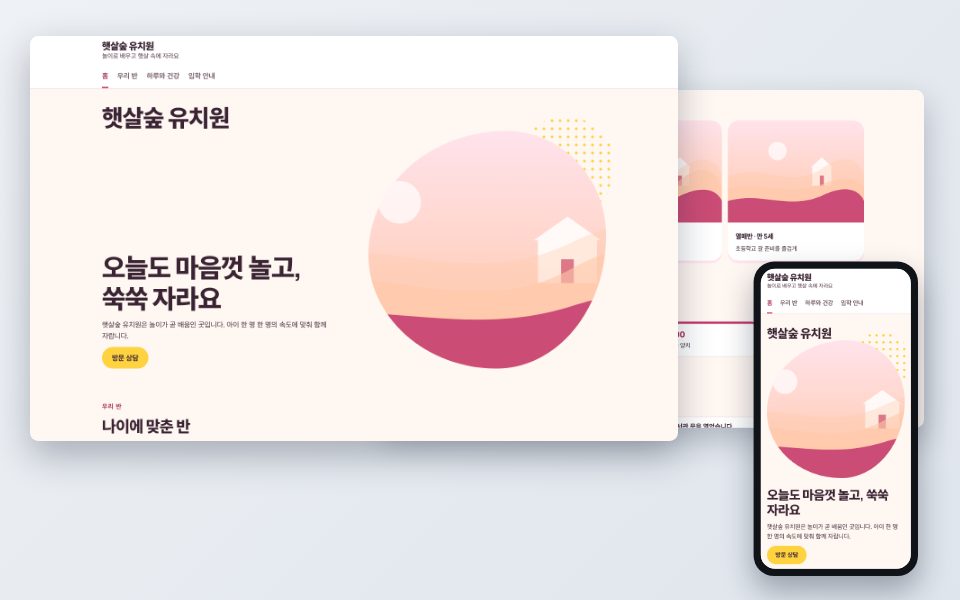 햇살숲 유치원
놀이로 배우고 햇살 속에 자라요
홈 우리 반 하루와 건강 입학 안내
햇살숲 유치원
오늘도 마음껏 놀고,
쑥쑥 자라요
햇살숲 유치원은 놀이가 곧 배움인 곳입니다. 아이 한 명 한 명의 속도에 맞춰 함께
자랍니다.
방문 상담
우리 반
나이에 맞춘 반
열매반 · 만 5세
초등학교 갈 준비를 즐겁게
00
양치
문을 열었습니다
햇살숲 유치원
놀이로 배우고 햇살 속에 자라요
홈 우리 반 하루와 건강 입학 안내
햇살숲 유치원
오늘도 마음껏 놀고, 쑥쑥
자라요
햇살숲 유치원은 놀이가 곧 배움인 곳입니다. 아이 한 명
한 명의 속도에 맞춰 함께 자랍니다.
방문 상담